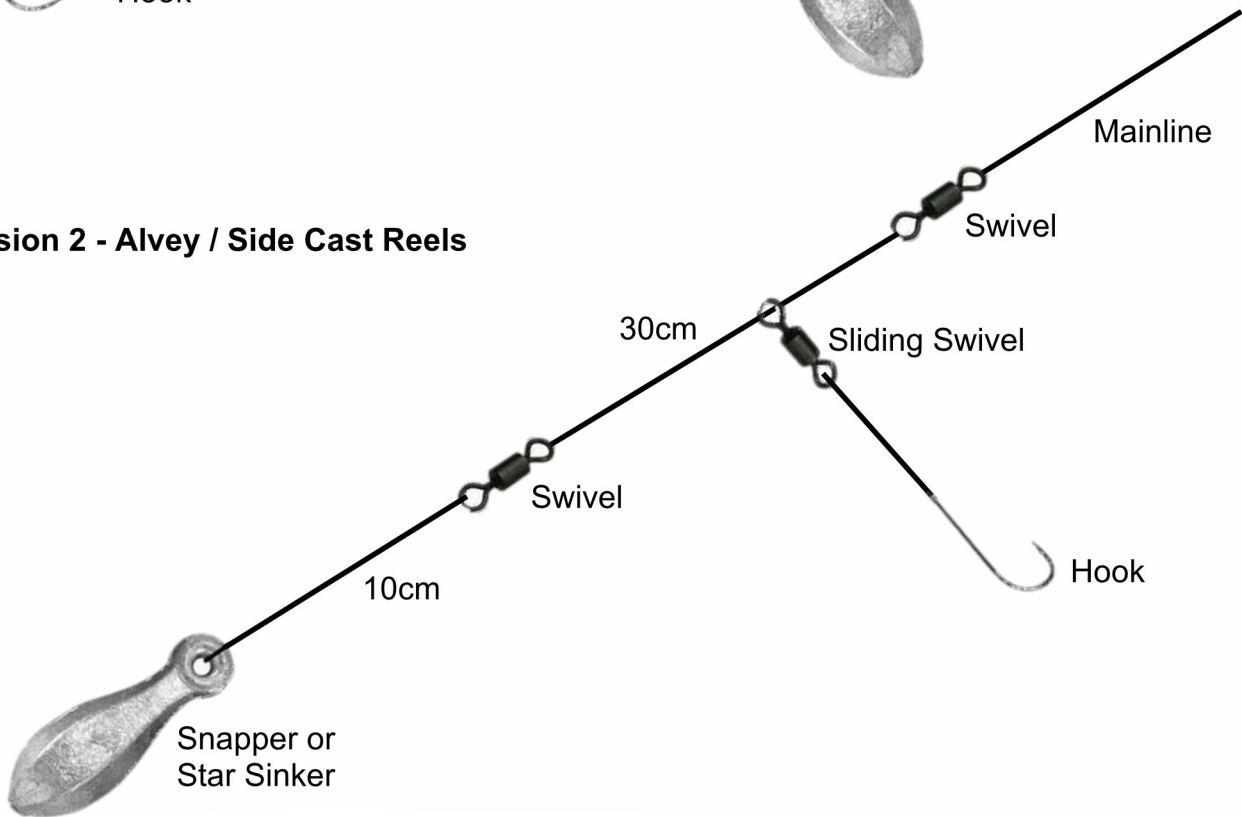 Hook
Mainline
Swivel
sion 2 - Alvey / Side Cast Reels
30cm
Sliding Swivel
Swivel
Hook
10cm
Snapper or
Star Sinker